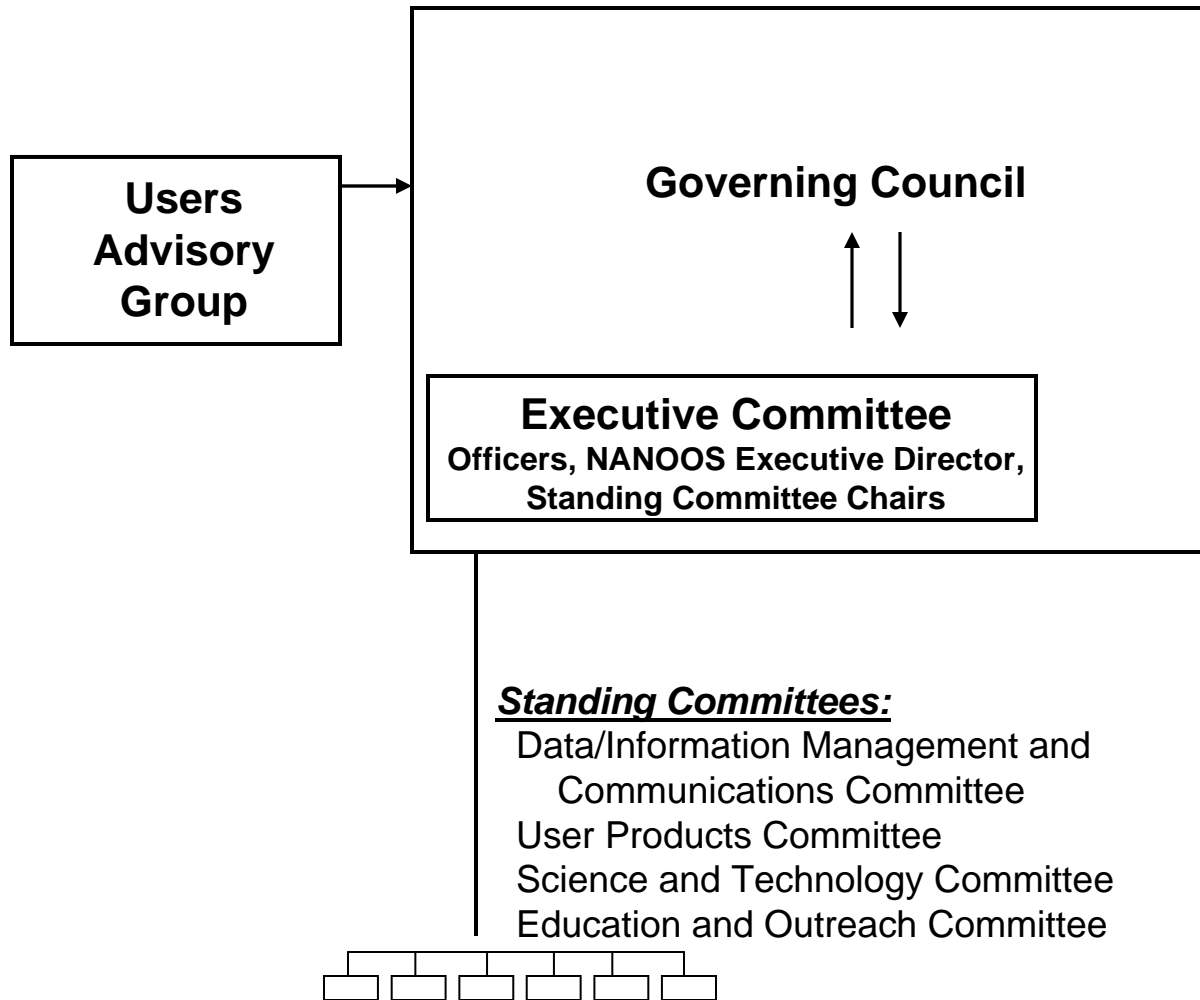 Users
Advisory
Group
Governing Council
Executive Committee
Officers, NANOOS Executive Director,
Standing Committee Chairs
Standing Committees:
Data/Information Management and
Communications Committee
User Products Committee
Science and Technology Committee
Education and Outreach Committee